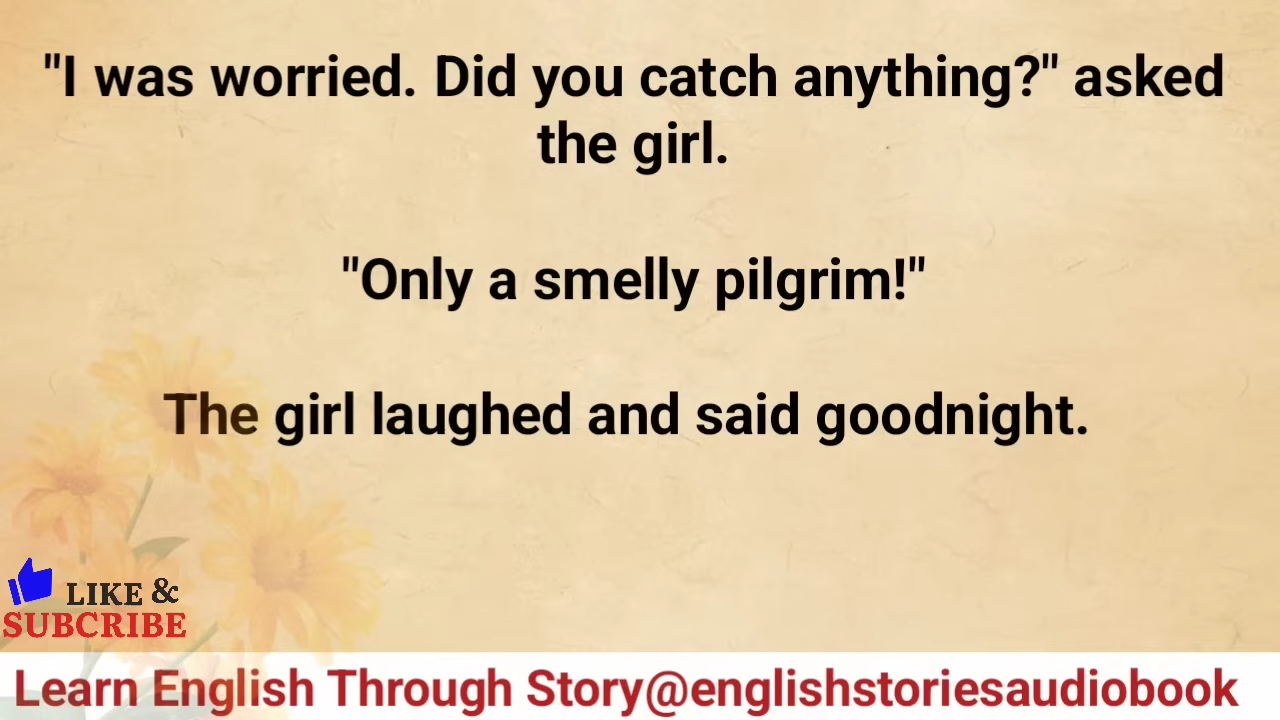 "I was worried. Did you catch anything?" asked
the girl.
"Only a smelly pilgrim!"
The girl laughed and said goodnight.
LIKE &
SUBCRIBE
Learn English Through Story@englishstoriesaudiobook